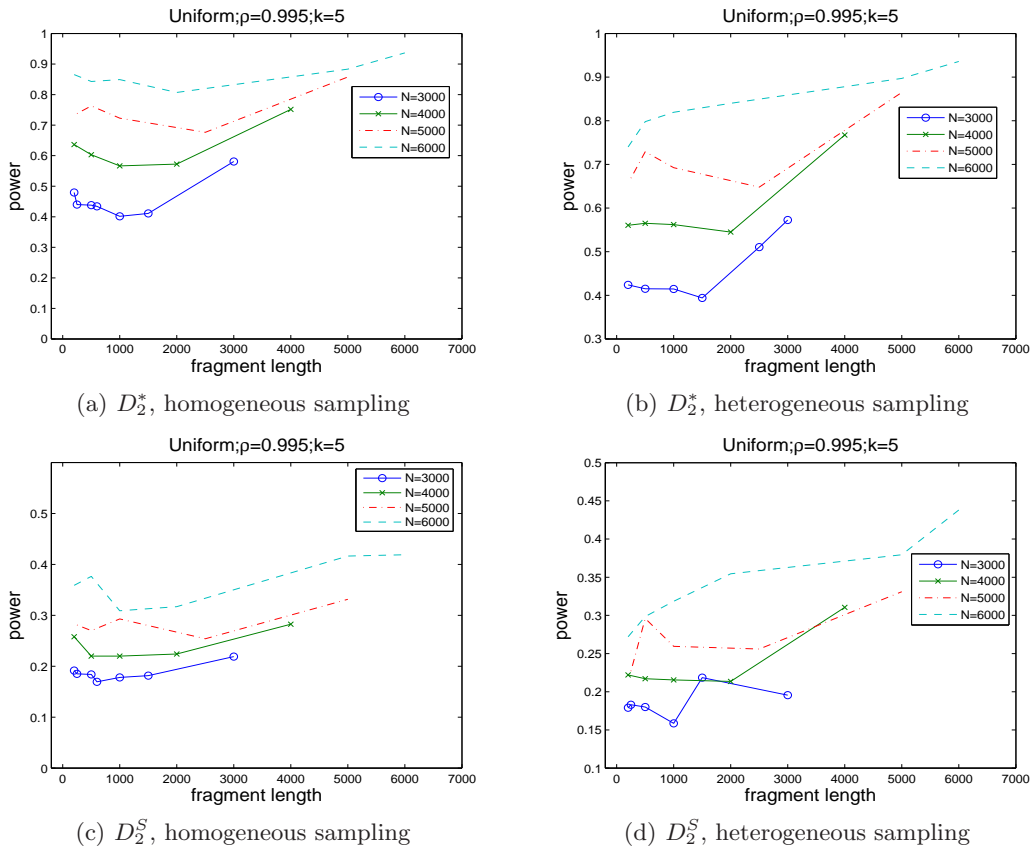 Uniform;ρ=0.995;k=5
power
1
0.9
0.8
0.7
0.6
0.5
0.4
0.3
0.2
0.1
0
0 1000 2000 3000 4000 5000 6000 7000
fragment length
N=3000
N=4000
N=5000
N=6000
(a) D₂*, homogeneous sampling
Uniform;ρ=0.995;k=5
power
1
0.9
0.8
0.7
0.6
0.5
0.4
0.3
0 1000 2000 3000 4000 5000 6000 7000
fragment length
N=3000
N=4000
N=5000
N=6000
(b) D₂*, heterogeneous sampling
Uniform;ρ=0.995;k=5
power
0.5
0.4
0.3
0.2
0.1
0
0 1000 2000 3000 4000 5000 6000 7000
fragment length
N=3000
N=4000
N=5000
N=6000
(c) D₂ˢ, homogeneous sampling
Uniform;ρ=0.995;k=5
power
0.5
0.45
0.4
0.35
0.3
0.25
0.2
0.15
0.1
0 1000 2000 3000 4000 5000 6000 7000
fragment length
N=3000
N=4000
N=5000
N=6000
(d) D₂ˢ, heterogeneous sampling